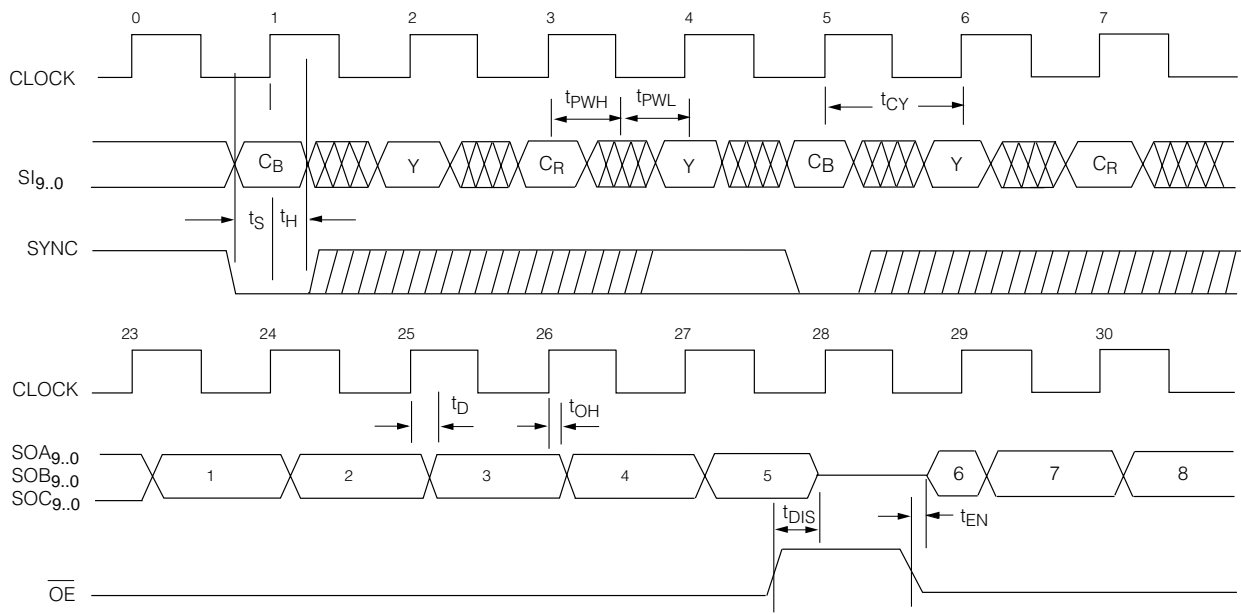 0 1 2 3 4 5 6 7
CLOCK
tPWH tPWL tCY
SI9..0 CB Y CR Y CB Y CR
tS tH
SYNC
23 24 25 26 27 28 29 30
CLOCK
tD tOH
SOA9..0
SOB9..0 1 2 3 4 5 6 7 8
SOC9..0
tDIS tEN
OE